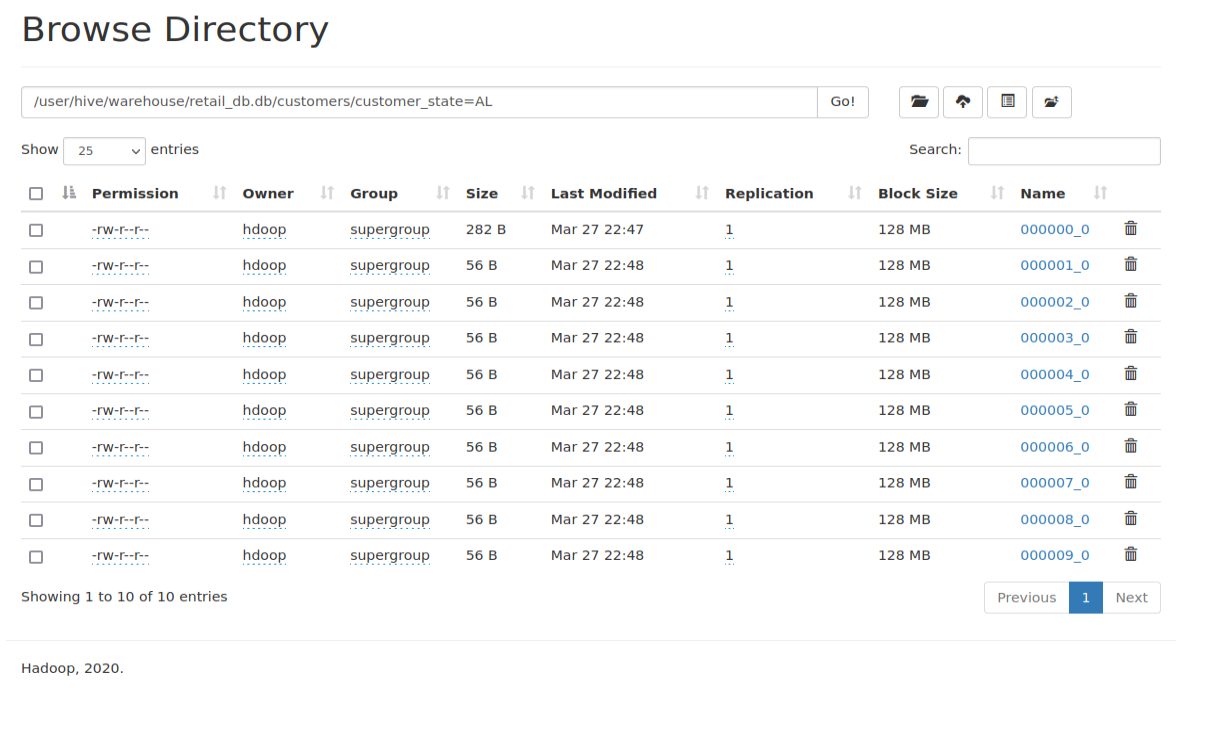 Browse Directory
/user/hive/warehouse/retail_db.db/customers/customer_state=AL Go!
Show 25 entries Search:
Permission Owner Group Size Last Modified Replication Block Size Name
-rw-r--r-- hdoop supergroup 282 B Mar 27 22:47 1 128 MB 000000_0
-rw-r--r-- hdoop supergroup 56 B Mar 27 22:48 1 128 MB 000001_0
-rw-r--r-- hdoop supergroup 56 B Mar 27 22:48 1 128 MB 000002_0
-rw-r--r-- hdoop supergroup 56 B Mar 27 22:48 1 128 MB 000003_0
-rw-r--r-- hdoop supergroup 56 B Mar 27 22:48 1 128 MB 000004_0
-rw-r--r-- hdoop supergroup 56 B Mar 27 22:48 1 128 MB 000005_0
-rw-r--r-- hdoop supergroup 56 B Mar 27 22:48 1 128 MB 000006_0
-rw-r--r-- hdoop supergroup 56 B Mar 27 22:48 1 128 MB 000007_0
-rw-r--r-- hdoop supergroup 56 B Mar 27 22:48 1 128 MB 000008_0
-rw-r--r-- hdoop supergroup 56 B Mar 27 22:48 1 128 MB 000009_0
Showing 1 to 10 of 10 entries Previous 1 Next
Hadoop, 2020.